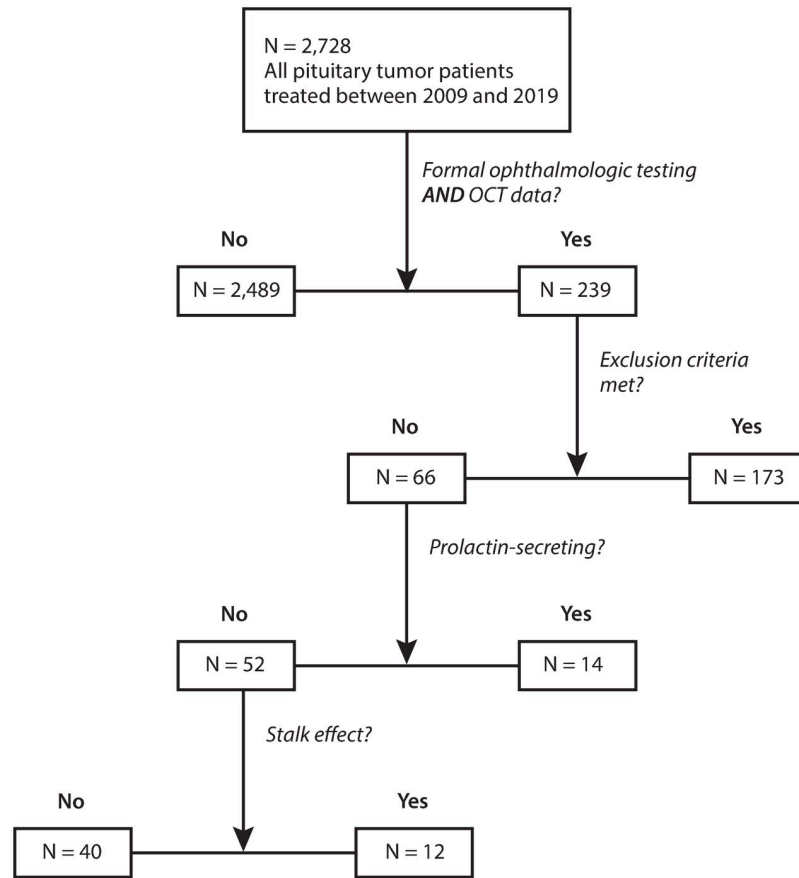 N = 2,728
All pituitary tumor patients
treated between 2009 and 2019
Formal ophthalmologic testing
AND OCT data?
No
Yes
N = 2,489
N = 239
Exclusion criteria
met?
No
Yes
N = 66
N = 173
Prolactin-secreting?
No
Yes
N = 52
N = 14
Stalk effect?
No
Yes
N = 40
N = 12